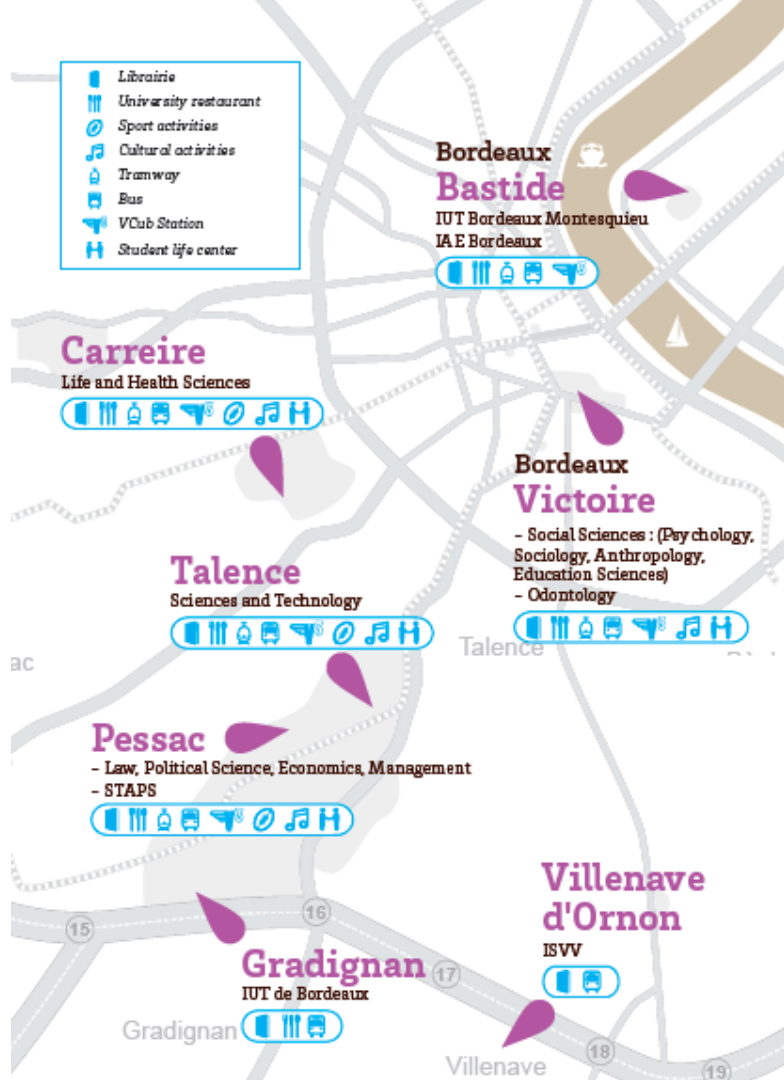 Librairie
University restaurant
Sport activities
Cultural activities
Tramway
Bus
VCub Station
Student life center
Bordeaux
Bastide
IUT Bordeaux Montesquieu
IAE Bordeaux
Carreire
Life and Health Sciences
Bordeaux
Victoire
- Social Sciences : (Psychology,
Sociology, Anthropology,
Education Sciences)
- Odontology
Talence
Sciences and Technology
Talence
ac
Pessac
- Law, Political Science, Economics, Management
- STAPS
Villenave
d'Ornon
ISVV
15
16
17
Gradignan
IUT de Bordeaux
Gradignan
Villenave
18
19